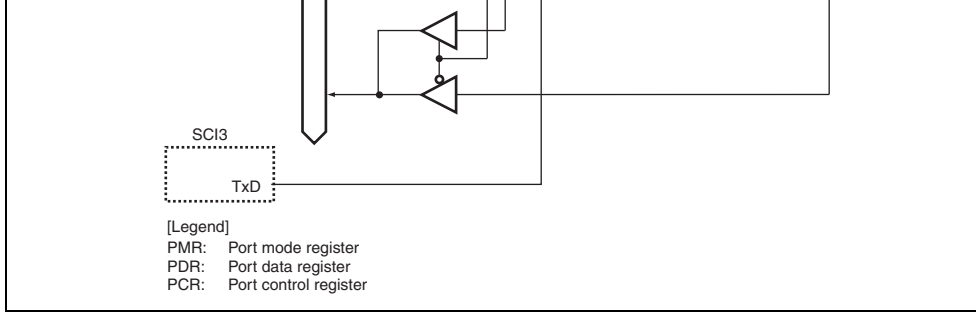 SCI3
TxD
[Legend]
PMR: Port mode register
PDR: Port data register
PCR: Port control register